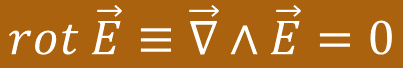 rot E⃗ ≡ ∇⃗ ∧ E⃗ = 0